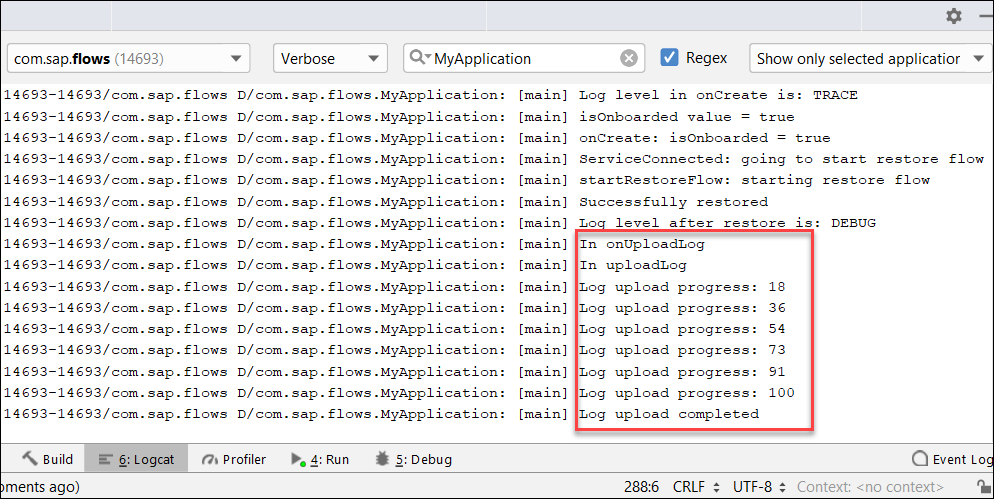 com.sap.flows (14693) Verbose MyApplication Regex Show only selected application
14693-14693/com.sap.flows D/com.sap.flows.MyApplication: [main] Log level in onCreate is: TRACE
14693-14693/com.sap.flows D/com.sap.flows.MyApplication: [main] isOnboarded value = true
14693-14693/com.sap.flows D/com.sap.flows.MyApplication: [main] onCreate: isOnboarded = true
14693-14693/com.sap.flows D/com.sap.flows.MyApplication: [main] ServiceConnected: going to start restore flow
14693-14693/com.sap.flows D/com.sap.flows.MyApplication: [main] startRestoreFlow: starting restore flow
14693-14693/com.sap.flows D/com.sap.flows.MyApplication: [main] Successfully restored
14693-14693/com.sap.flows D/com.sap.flows.MyApplication: [main] Log level after restore is: DEBUG
14693-14693/com.sap.flows D/com.sap.flows.MyApplication: [main] In onUploadLog
14693-14693/com.sap.flows D/com.sap.flows.MyApplication: [main] In uploadLog
14693-14693/com.sap.flows D/com.sap.flows.MyApplication: [main] Log upload progress: 18
14693-14693/com.sap.flows D/com.sap.flows.MyApplication: [main] Log upload progress: 36
14693-14693/com.sap.flows D/com.sap.flows.MyApplication: [main] Log upload progress: 54
14693-14693/com.sap.flows D/com.sap.flows.MyApplication: [main] Log upload progress: 73
14693-14693/com.sap.flows D/com.sap.flows.MyApplication: [main] Log upload progress: 91
14693-14693/com.sap.flows D/com.sap.flows.MyApplication: [main] Log upload progress: 100
14693-14693/com.sap.flows D/com.sap.flows.MyApplication: [main] Log upload completed
Build 6: Logcat Profiler 4: Run 5: Debug Event Log
oments ago) 288:6 CRLF UTF-8 Context: <no context>